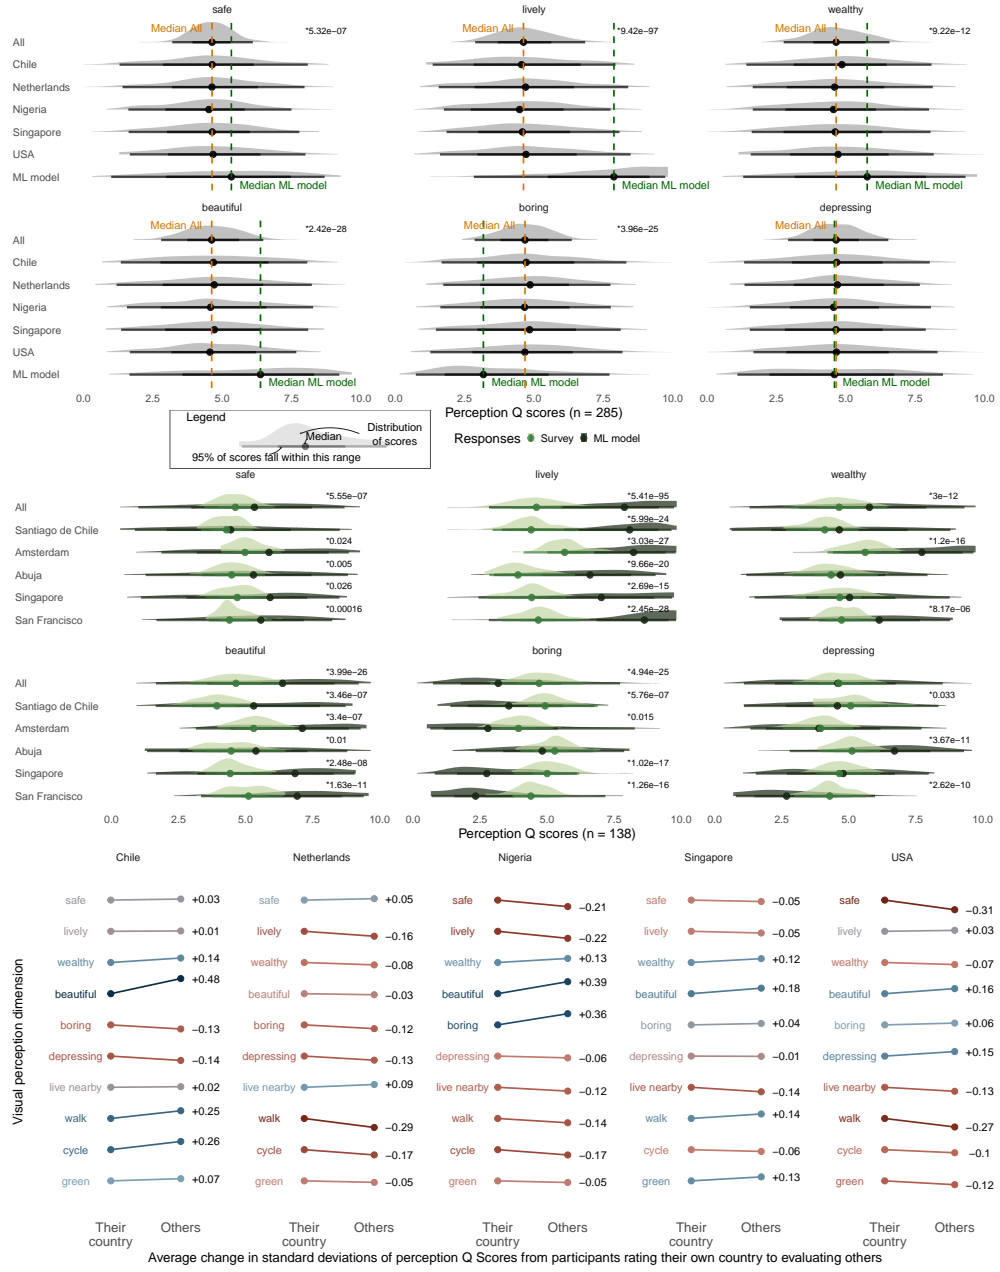 safe
lively
wealthy
Median All
*5.32e−07
Median All
*9.42e−97
Median All
*9.22e−12
All
Chile
Netherlands
Nigeria
Singapore
USA
ML model
Median ML model
Median ML model
Median ML model
beautiful
boring
depressing
Median All
*2.42e−28
Median All
*3.96e−25
Median All
All
Chile
Netherlands
Nigeria
Singapore
USA
ML model
Median ML model
Median ML model
Median ML model
0.0 2.5 5.0 7.5 10.0
0.0 2.5 5.0 7.5 10.0
0.0 2.5 5.0 7.5 10.0
Perception Q scores (n = 285)
Legend
Median
Distribution
of scores
95% of scores fall within this range
Responses Survey ML model
safe
lively
wealthy
All *5.55e−07 *5.41e−95 *3e−12
Santiago de Chile *5.99e−24
Amsterdam *0.024 *3.03e−27 *1.2e−16
Abuja *0.005 *9.66e−20
Singapore *0.026 *2.69e−15
San Francisco *0.00016 *2.45e−28 *8.17e−06
beautiful
boring
depressing
All *3.99e−26 *4.94e−25
Santiago de Chile *3.46e−07 *5.76e−07 *0.033
Amsterdam *3.4e−07 *0.015
Abuja *0.01 *3.67e−11
Singapore *2.48e−08 *1.02e−17
San Francisco *1.63e−11 *1.26e−16 *2.62e−10
0.0 2.5 5.0 7.5 10.0
0.0 2.5 5.0 7.5 10.0
0.0 2.5 5.0 7.5 10.0
Perception Q scores (n = 138)
Visual perception dimension
Chile
Netherlands
Nigeria
Singapore
USA
safe +0.03 safe +0.05 safe −0.21 safe −0.05 safe −0.31
lively +0.01 lively −0.16 lively −0.22 lively −0.05 lively +0.03
wealthy +0.14 wealthy −0.08 wealthy +0.13 wealthy +0.12 wealthy −0.07
beautiful +0.48 beautiful −0.03 beautiful +0.39 beautiful +0.18 beautiful +0.16
boring −0.13 boring −0.12 boring +0.36 boring +0.04 boring +0.06
depressing −0.14 depressing −0.13 depressing −0.06 depressing −0.01 depressing +0.15
live nearby +0.02 live nearby +0.09 live nearby −0.12 live nearby −0.14 live nearby −0.13
walk +0.25 walk −0.29 walk −0.14 walk +0.14 walk −0.27
cycle +0.26 cycle −0.17 cycle −0.17 cycle −0.06 cycle −0.1
green +0.07 green −0.05 green −0.05 green +0.13 green −0.12
Their Others Their Others Their Others Their Others Their Others
country country country country country country country country country country
Average change in standard deviations of perception Q Scores from participants rating their own country to evaluating others